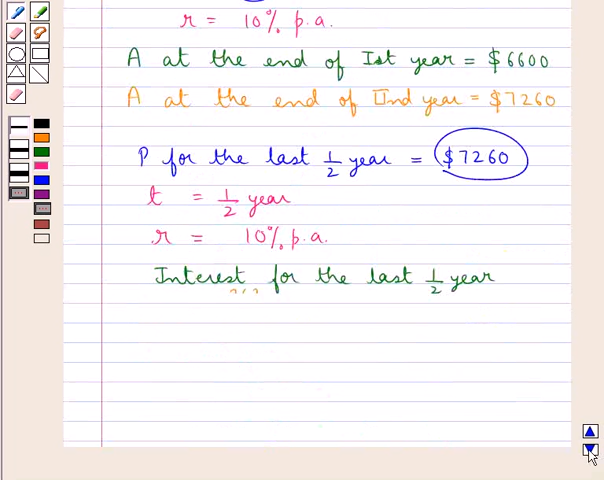 r = 10% p.a.
A at the end of Ist year = $6600
A at the end of IInd year = $7260
P for the last 1/2 year = $7260
t = 1/2 year
r = 10% p.a.
Interest for the last 1/2 year